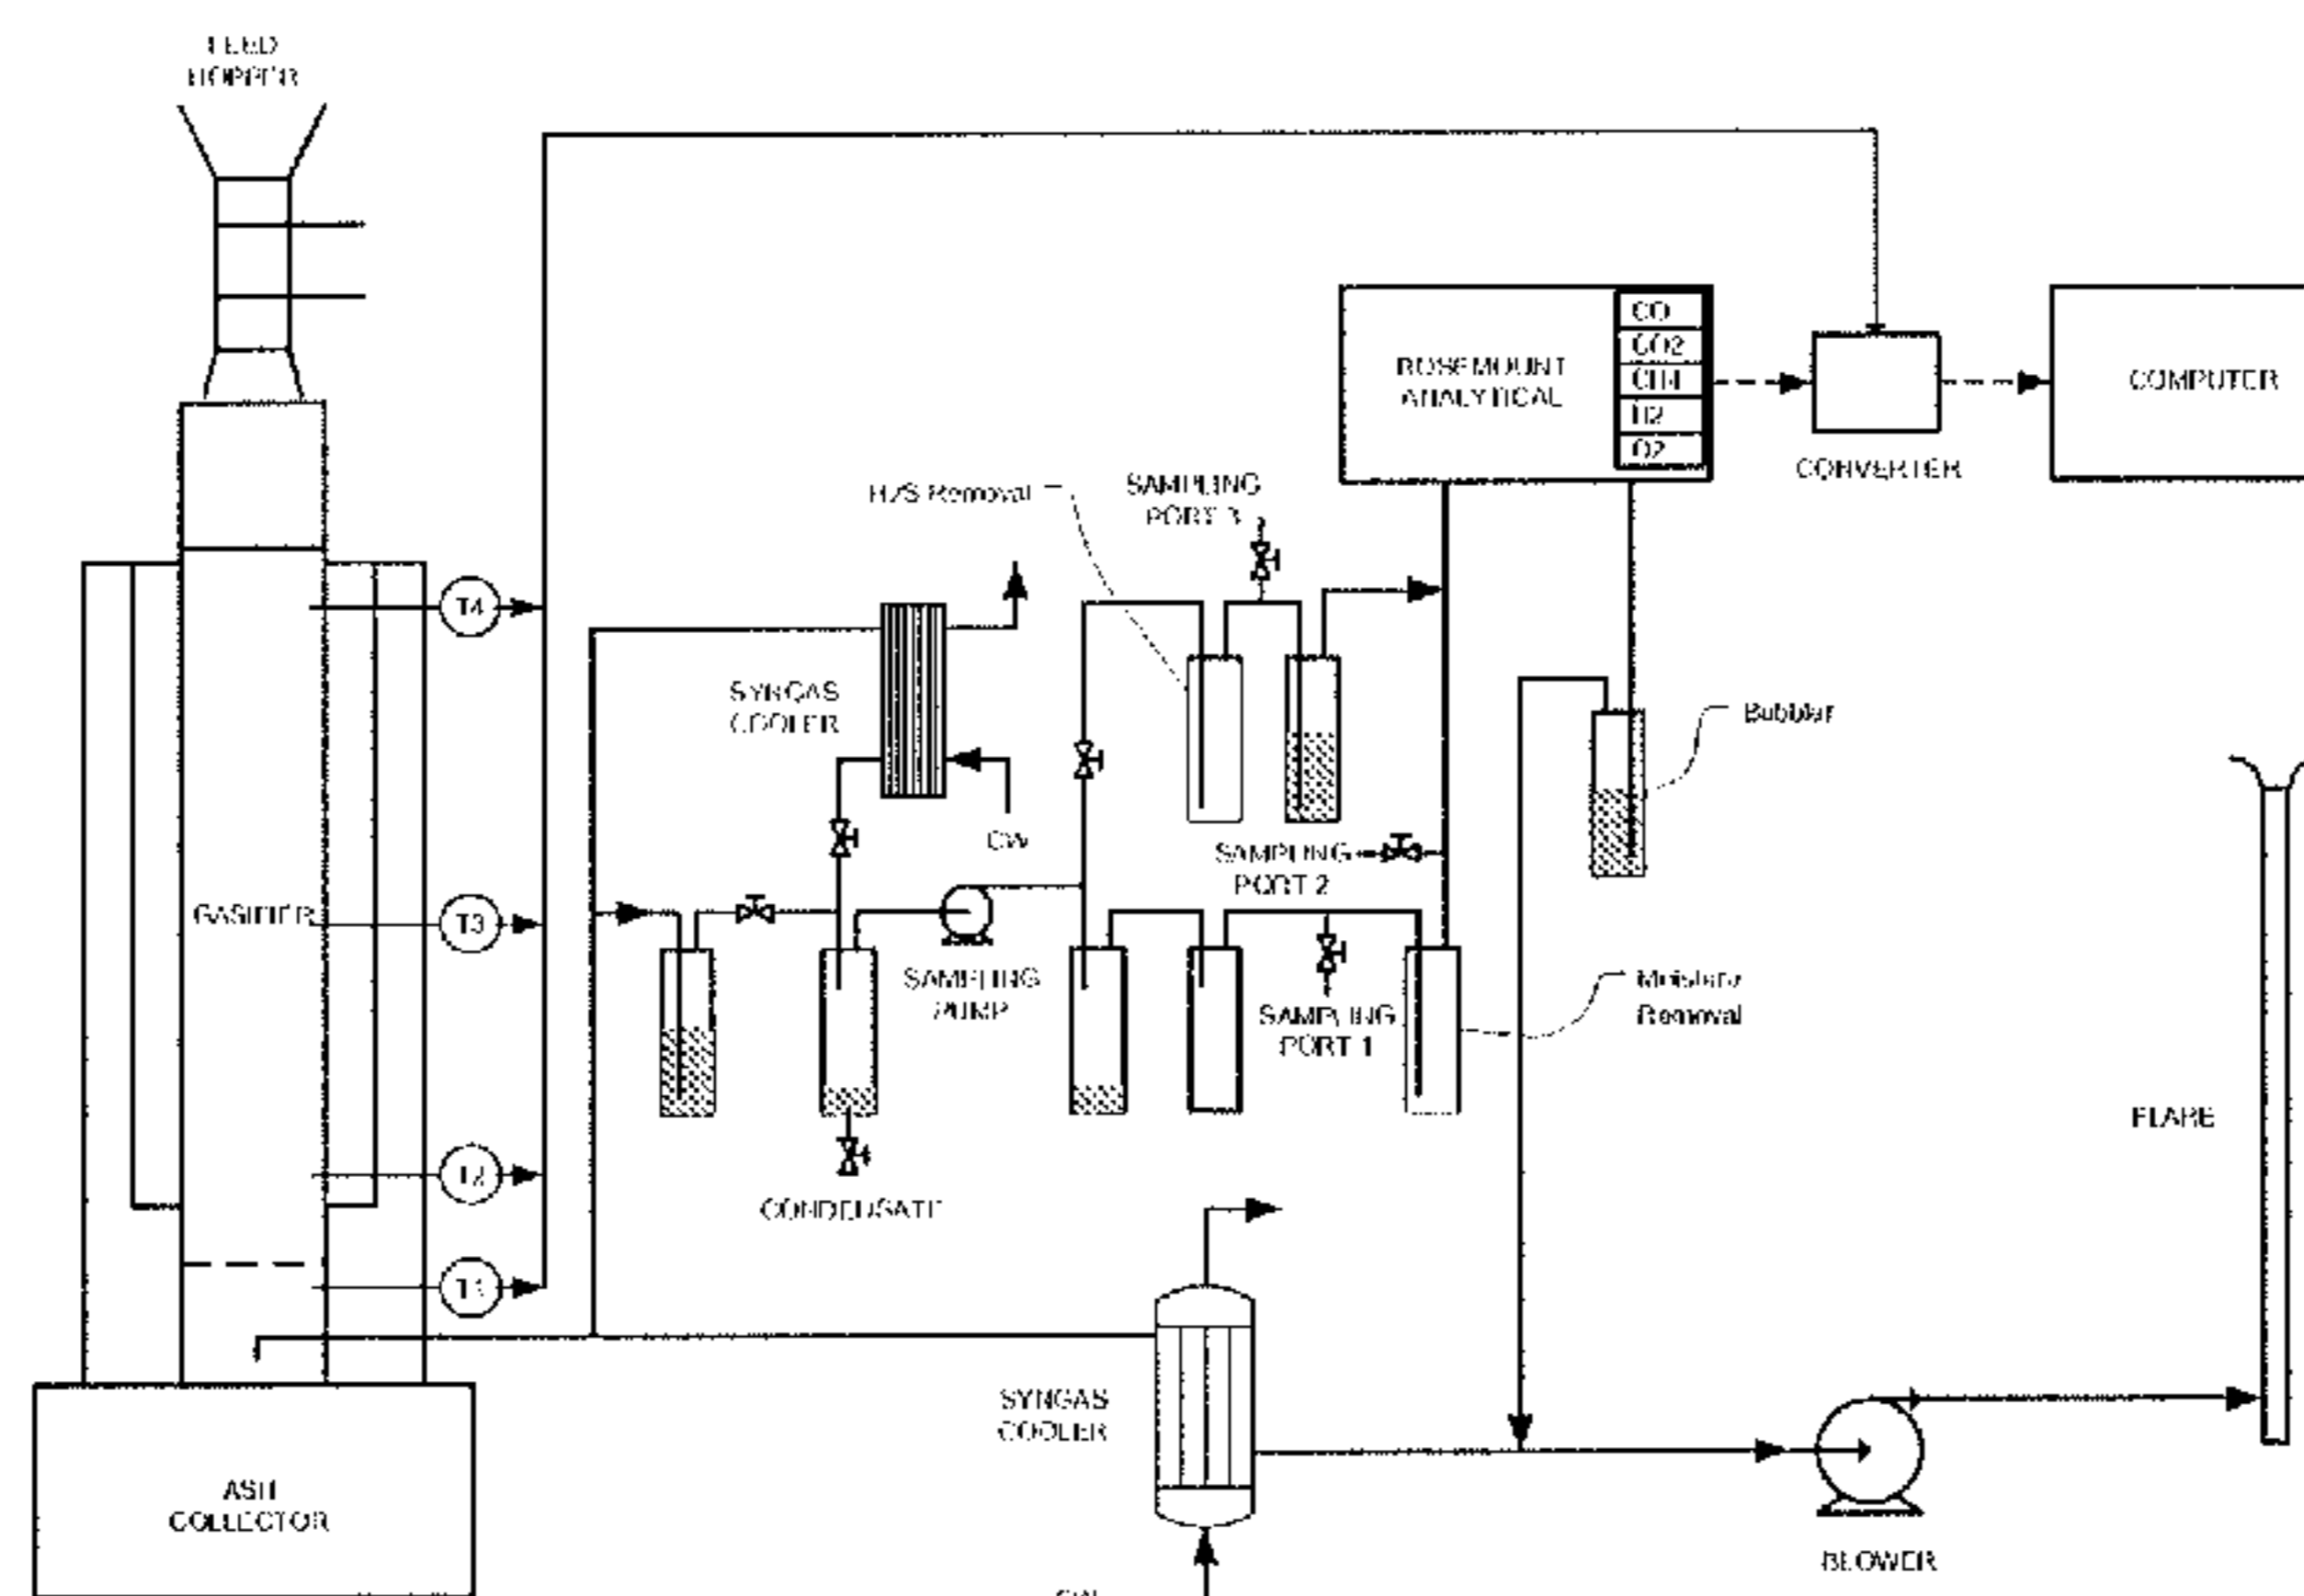 FEED
HOPPER
CO
CO2
CH4
H2
O2
ROSEMOUNT
ANALYTICAL
COMPUTER
CONVERTER
H2S Removal
SAMPLING
PORT 3
T4
SYNGAS
COOLER
Bubbler
CW
SAMPLING
PORT 2
GASIFIER
T3
SAMPLING
PUMP
Moisture
Removal
SAMPLING
PORT 1
FLARE
T2
CONDENSATE
T1
SYNGAS
COOLER
ASH
COLLECTOR
BLOWER
CW